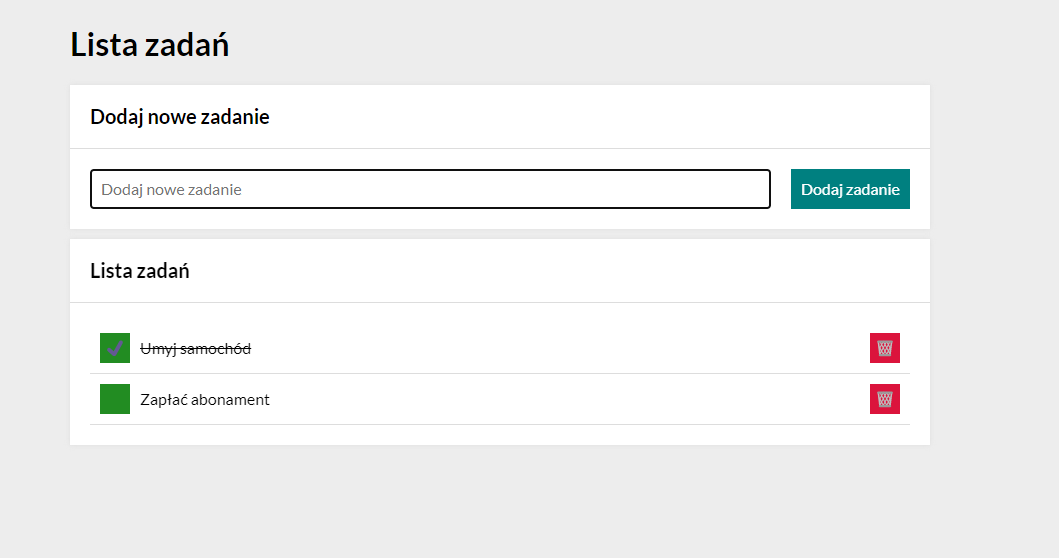 Lista zadań
Dodaj nowe zadanie
Dodaj nowe zadanie
Dodaj zadanie
Lista zadań
Umyj samochód
Zapłać abonament